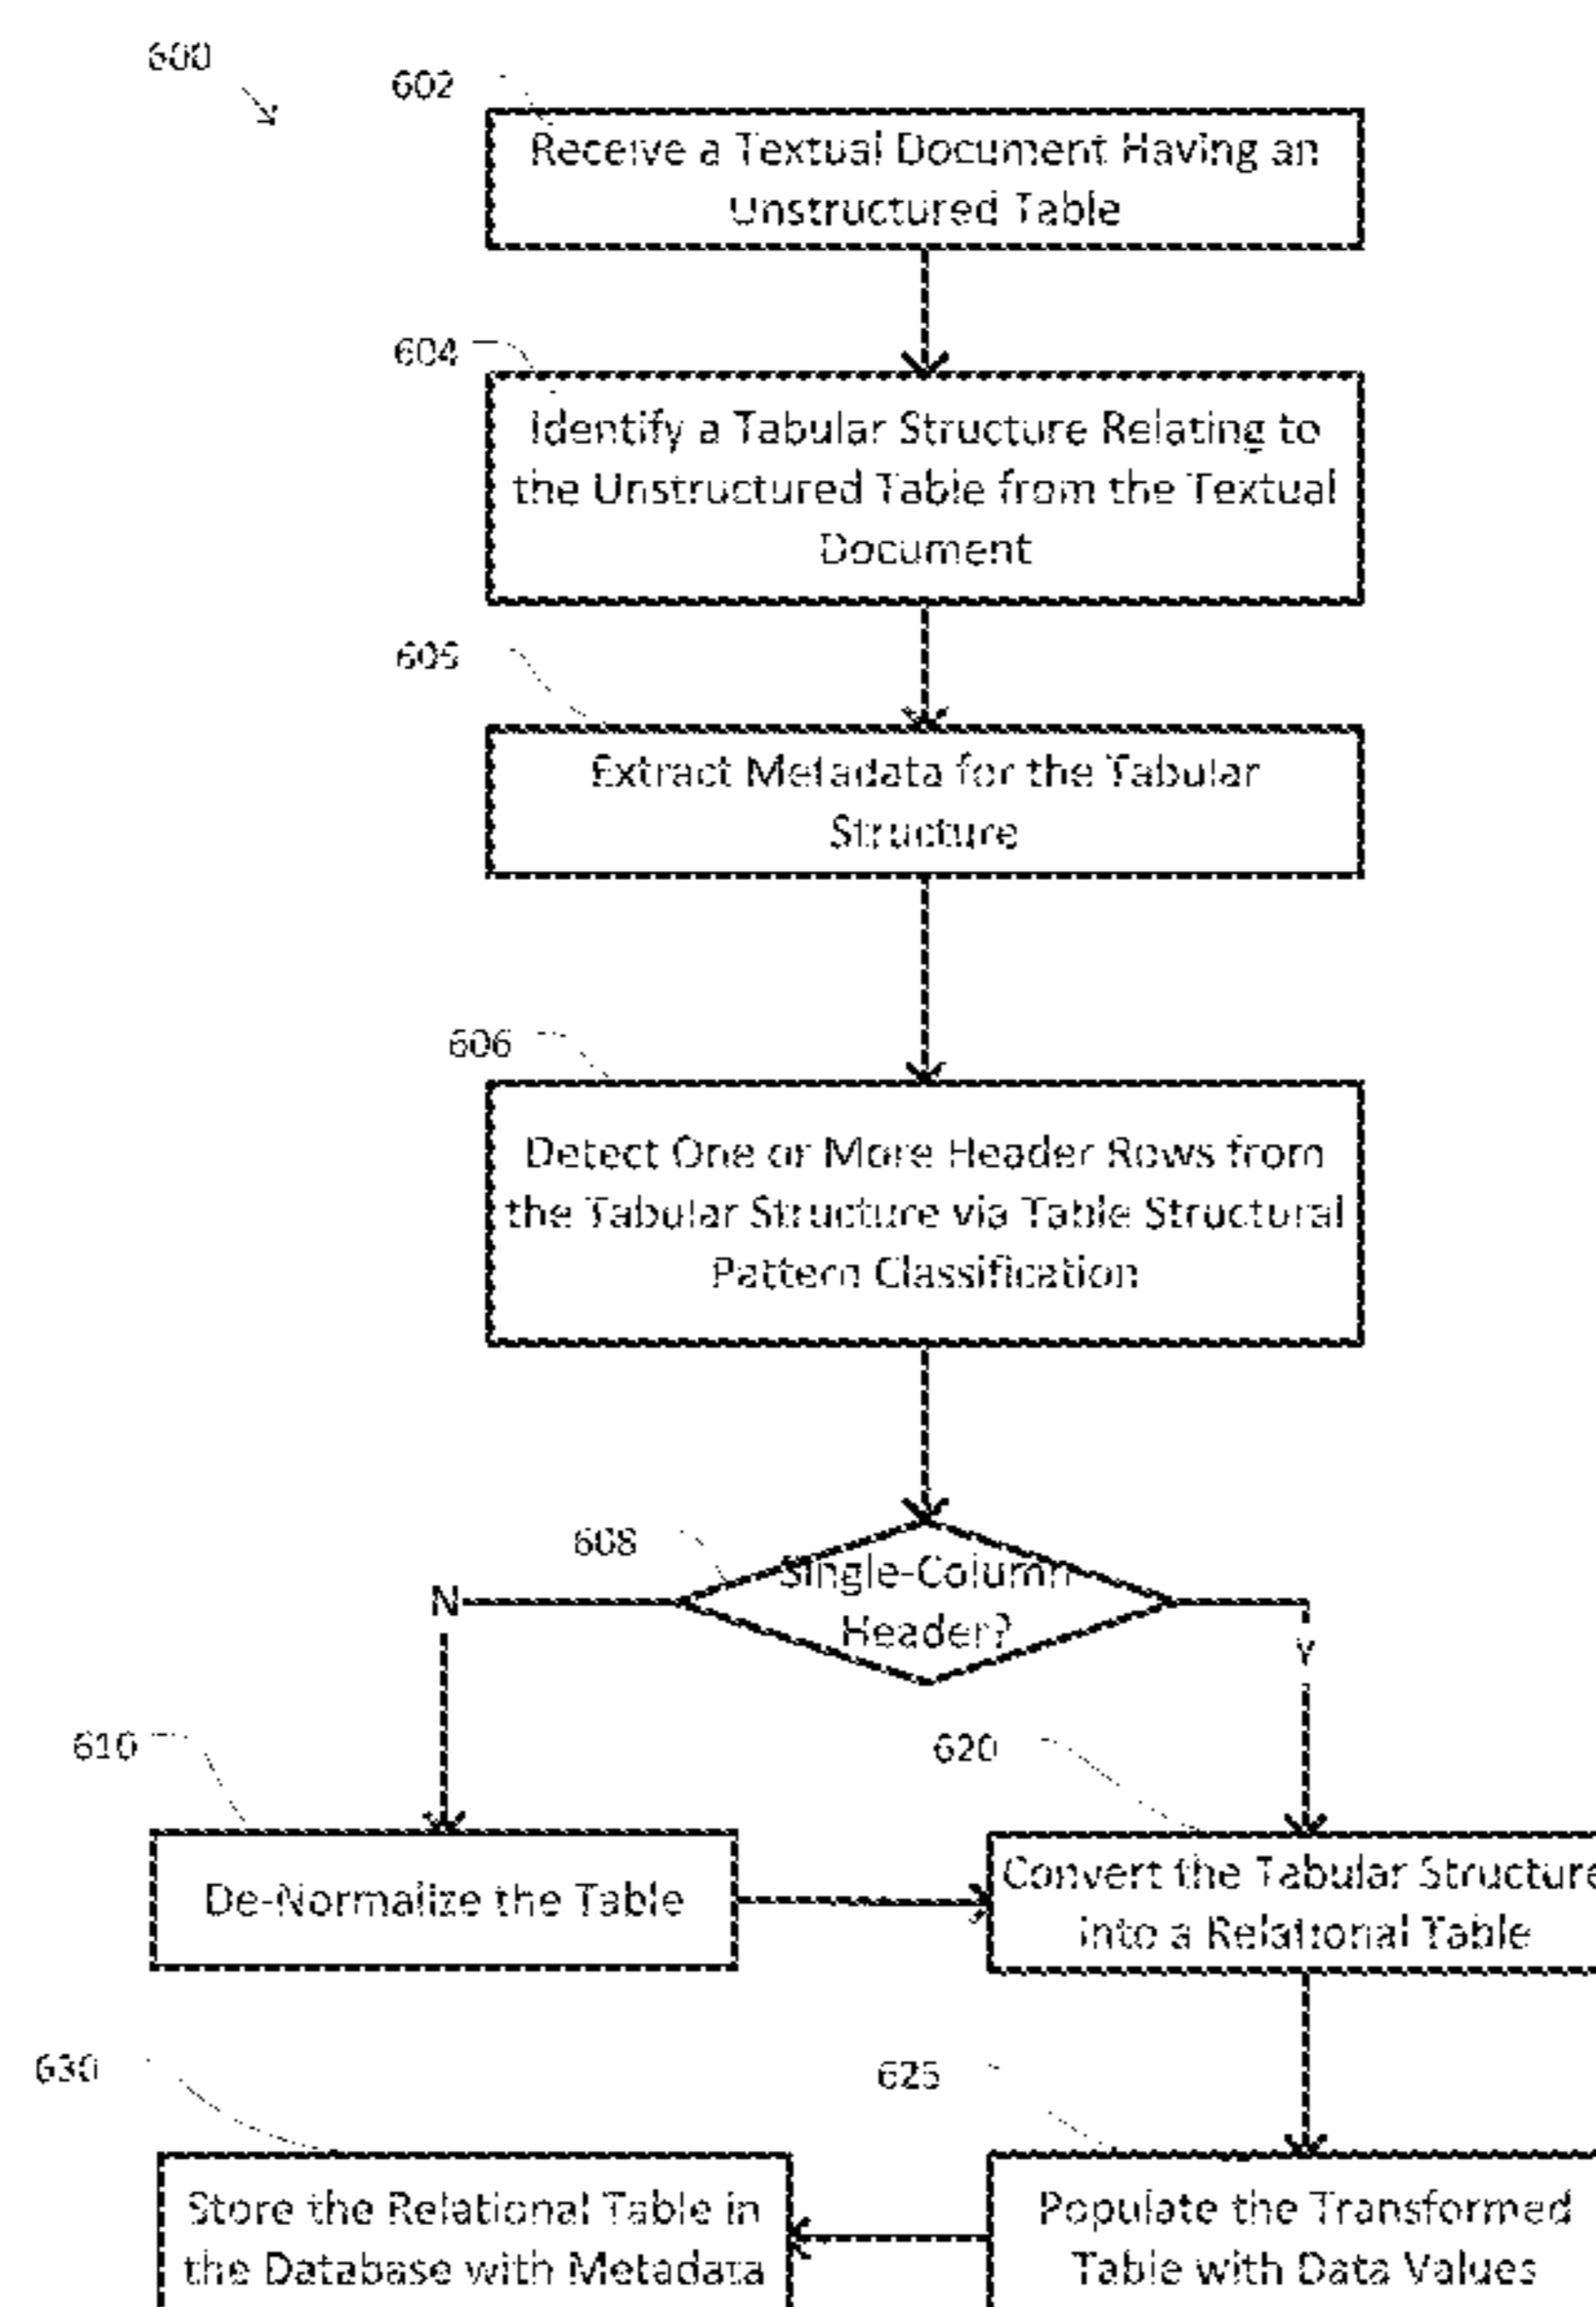 600
602
Receive a Textual Document Having an
Unstructured Table
604
Identify a Tabular Structure Relating to
the Unstructured Table from the Textual
Document
605
Extract Metadata for the Tabular
Structure
606
Detect One or More Header Rows from
the Tabular Structure via Table Structural
Pattern Classification
608
Single-Column
Header?
N
Y
610
620
De-Normalize the Table
Convert the Tabular Structure
into a Relational Table
630
625
Store the Relational Table in
the Database with Metadata
Populate the Transformed
Table with Data Values